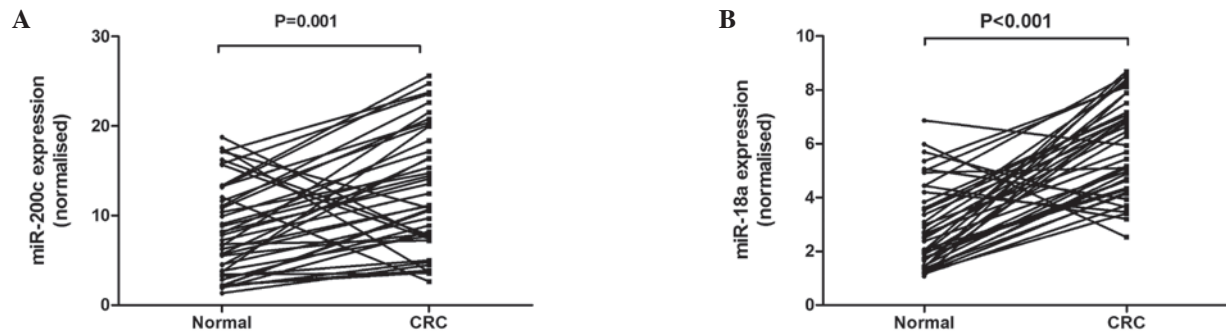 A
P=0.001
miR-200c expression
(normalised)
30
20
10
0
Normal
CRC
B
P<0.001
miR-18a expression
(normalised)
10
8
6
4
2
0
Normal
CRC